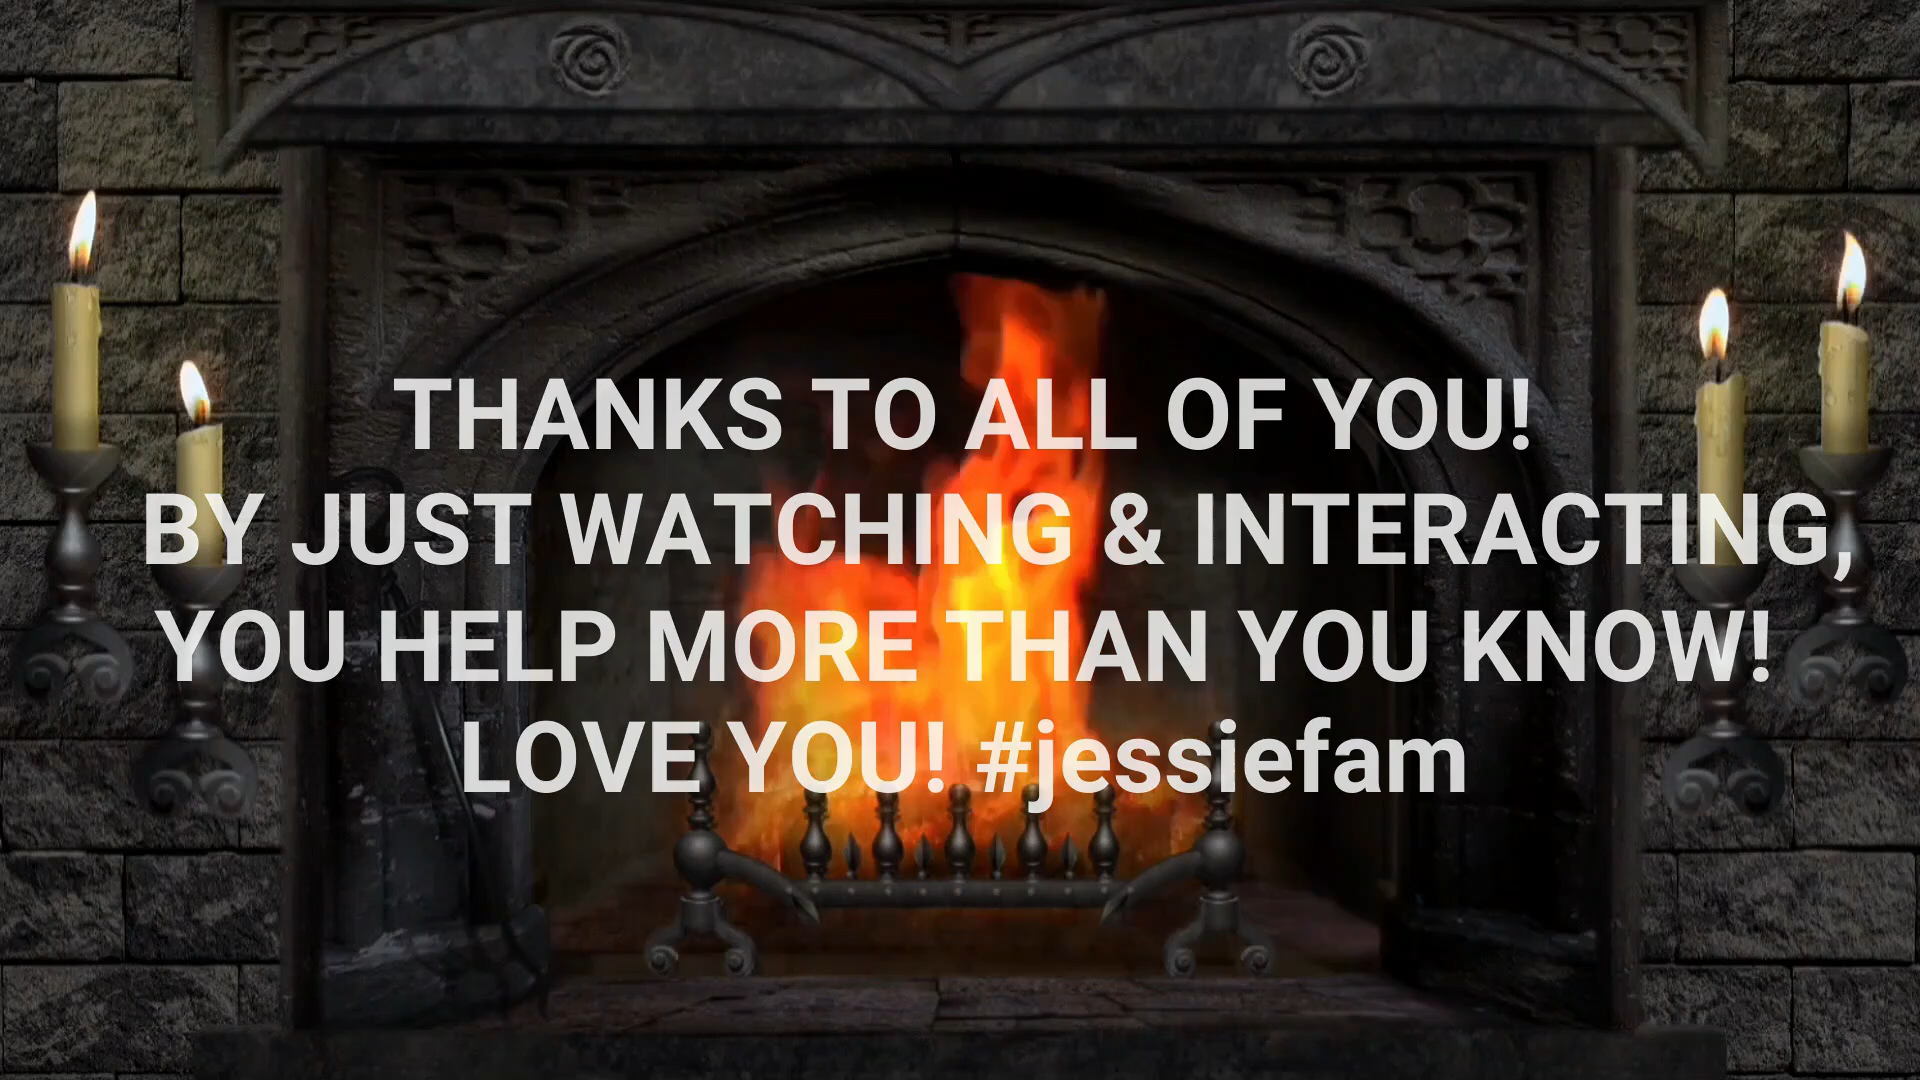 THANKS TO ALL OF YOU!
BY JUST WATCHING & INTERACTING,
YOU HELP MORE THAN YOU KNOW!
LOVE YOU! #jessiefam